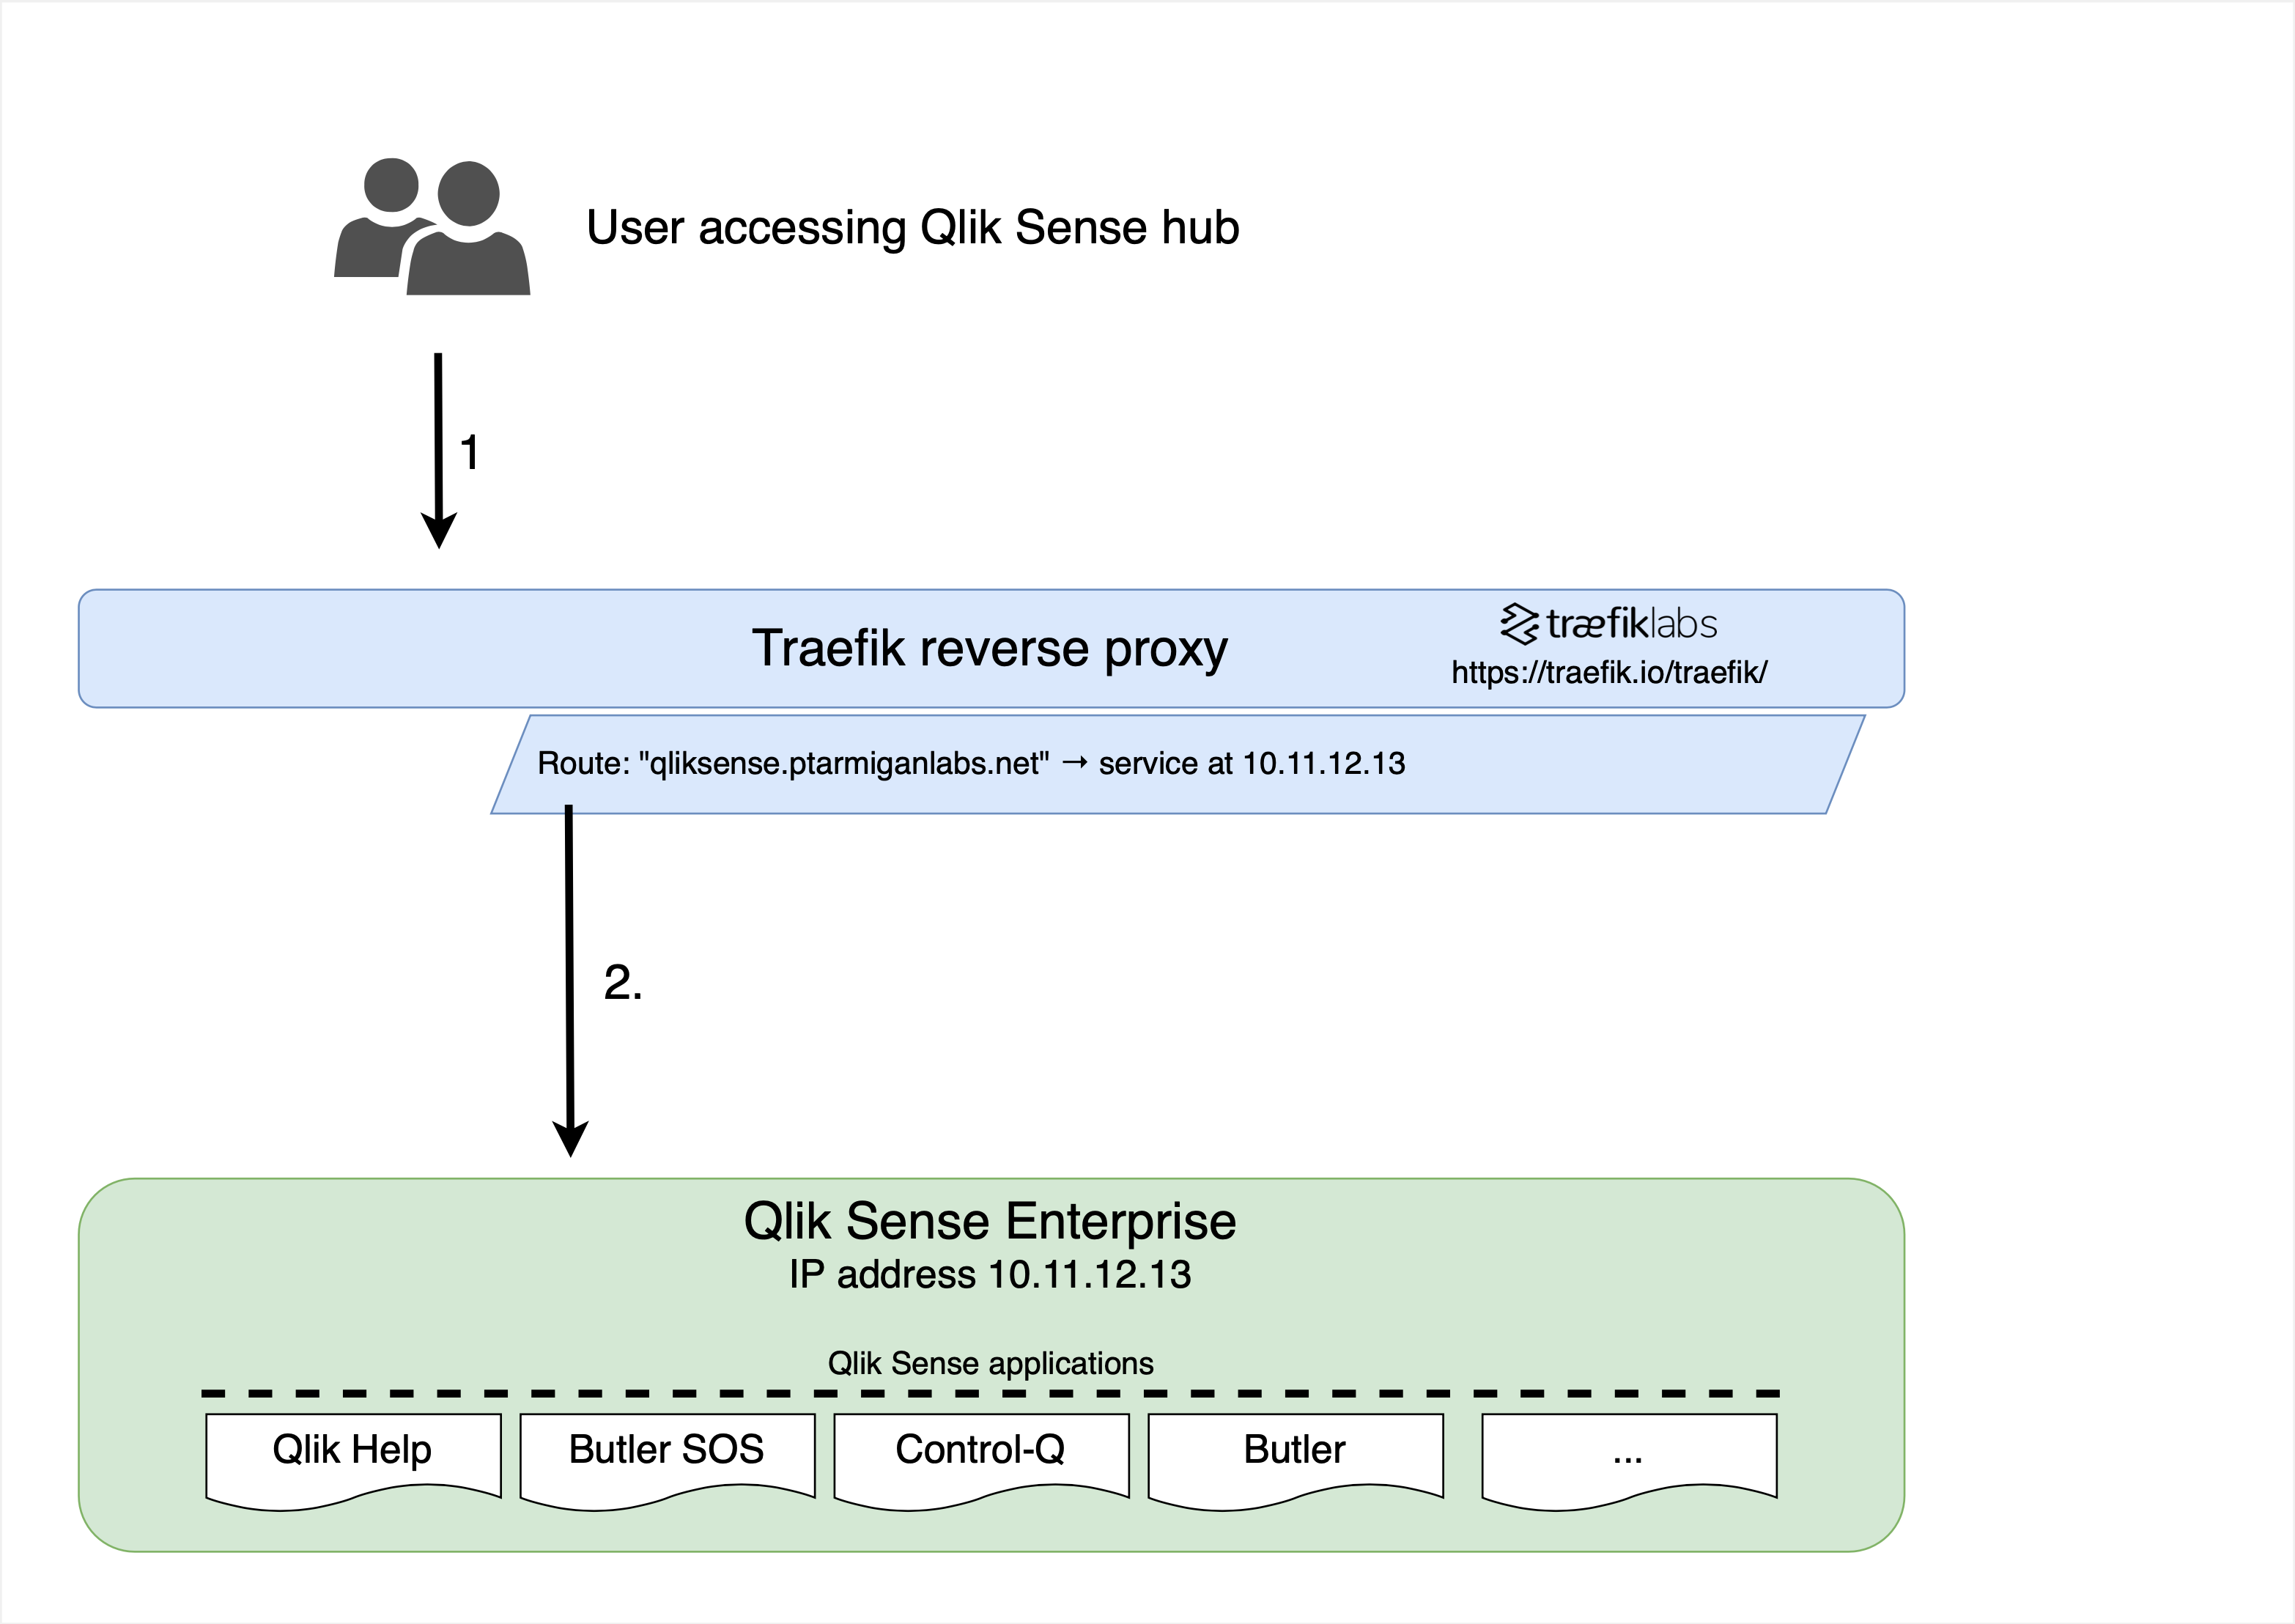 User accessing Qlik Sense hub
1
Traefik reverse proxy
træfiklabs
https://traefik.io/traefik/
Route: "qliksense.ptarmiganlabs.net" → service at 10.11.12.13
2.
Qlik Sense Enterprise
IP address 10.11.12.13
Qlik Sense applications
Qlik Help
Butler SOS
Control-Q
Butler
...